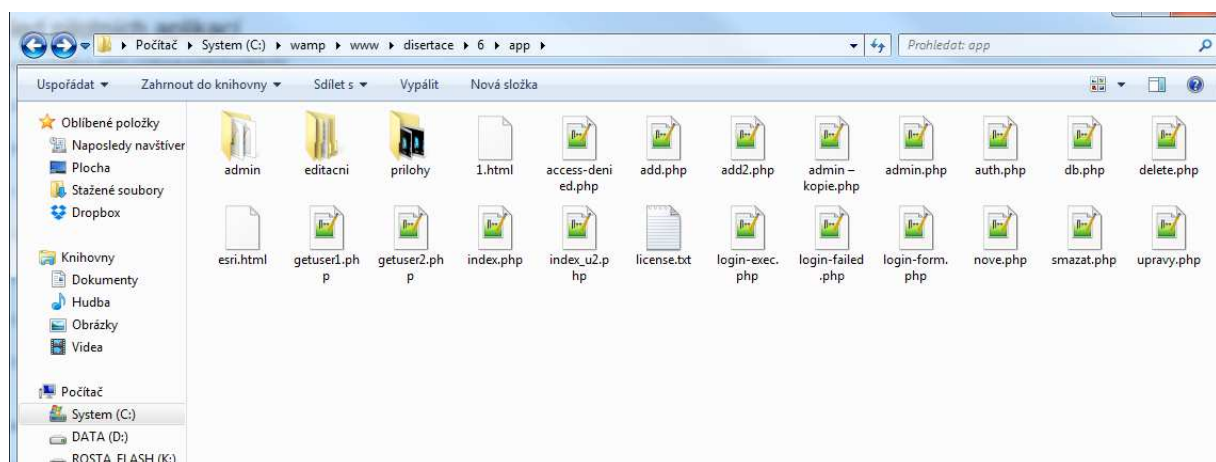 Počítač ▸ System (C:) ▸ wamp ▸ www ▸ disertace ▸ 6 ▸ app ▸
Prohledat: app
Uspořádat Zahrnout do knihovny Sdílet s Vypálit Nová složka
Oblíbené položky
Naposledy navštíver
Plocha
Stažené soubory
Dropbox
Knihovny
Dokumenty
Hudba
Obrázky
Videa
Počítač
System (C:)
DATA (D:)
ROSTA_FLASH (K:)
admin
editacni
prilohy
1.html
access-deni
ed.php
add.php
add2.php
admin –
kopie.php
admin.php
auth.php
db.php
delete.php
esri.html
getuser1.ph
p
getuser2.ph
p
index.php
index_u2.p
hp
license.txt
login-exec.
php
login-failed
.php
login-form.
php
nove.php
smazat.php
upravy.php